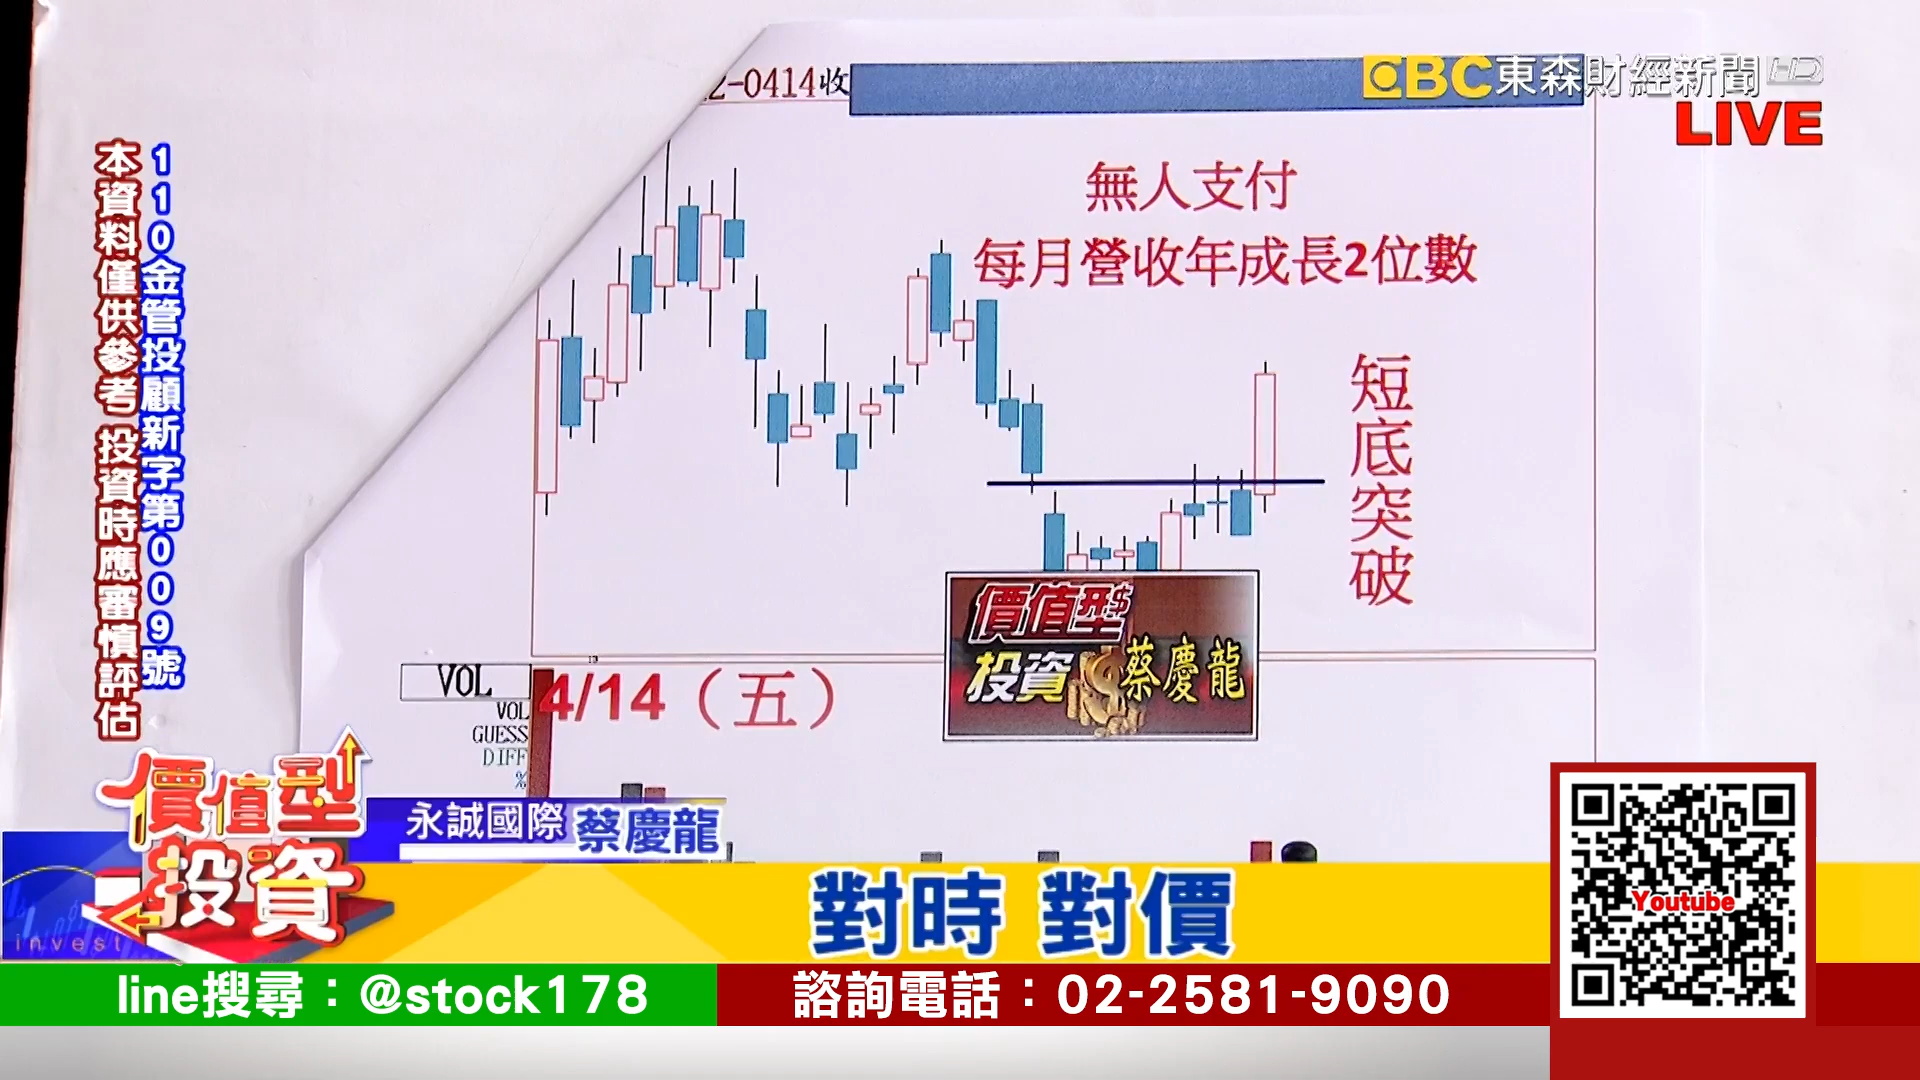 2-0414收
EBC東森財經新聞 HD
LIVE
無人支付
每月營收年成長2位數
短底突破
110金管投顧新字第009號
本資料僅供參考 投資時應審慎評估
價值型
投資
蔡慶龍
VOL
VOL
GUESS
DIFF
%
4/14（五）
價值型
投資
invest
永誠國際 蔡慶龍
對時 對價
Youtube
line搜尋：@stock178
諮詢電話：02-2581-9090